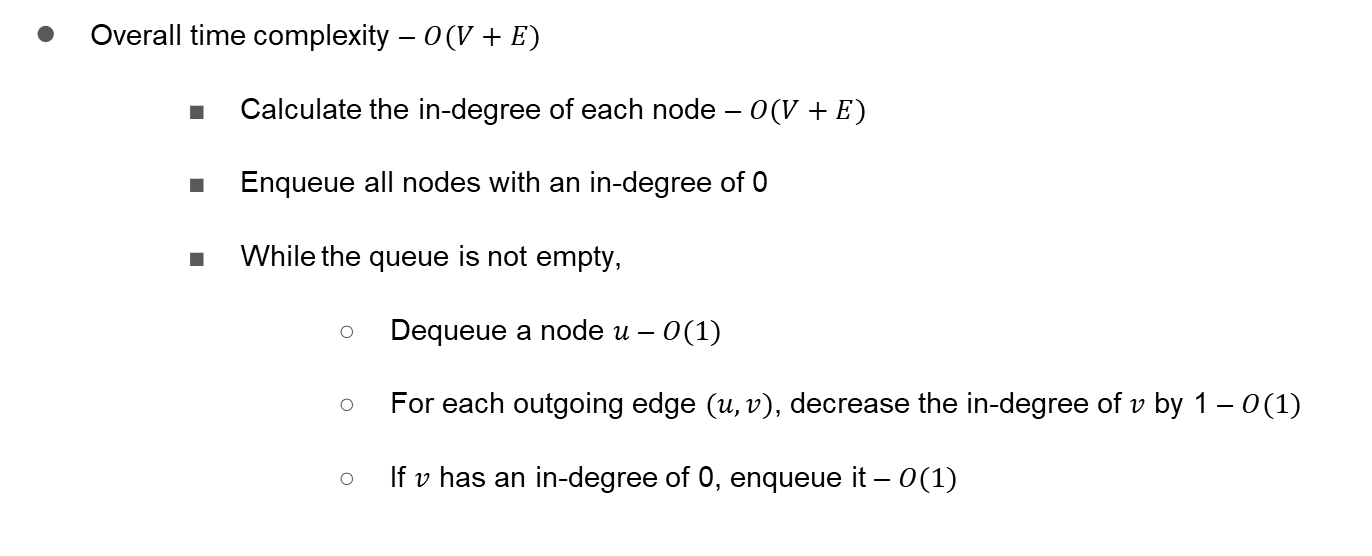 ● Overall time complexity – O(V + E)
■ Calculate the in-degree of each node – O(V + E)
■ Enqueue all nodes with an in-degree of 0
■ While the queue is not empty,
○ Dequeue a node u – O(1)
○ For each outgoing edge (u, v), decrease the in-degree of v by 1 – O(1)
○ If v has an in-degree of 0, enqueue it – O(1)